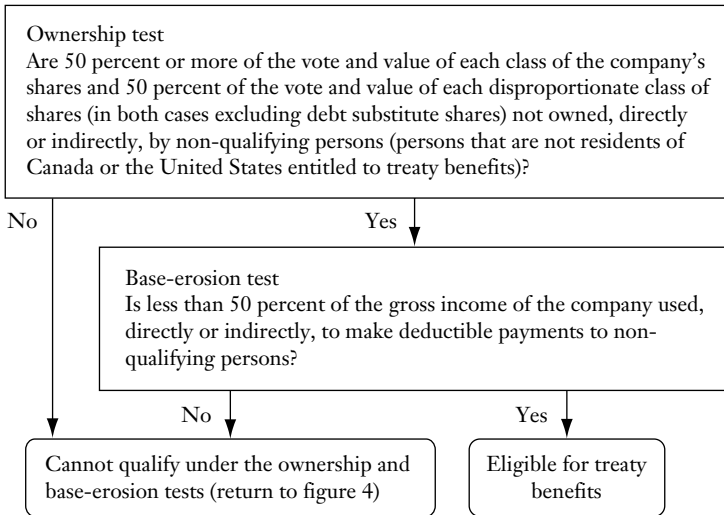 Ownership test
Are 50 percent or more of the vote and value of each class of the company's
shares and 50 percent of the vote and value of each disproportionate class of
shares (in both cases excluding debt substitute shares) not owned, directly
or indirectly, by non-qualifying persons (persons that are not residents of
Canada or the United States entitled to treaty benefits)?
No
Yes
Base-erosion test
Is less than 50 percent of the gross income of the company used,
directly or indirectly, to make deductible payments to non-
qualifying persons?
No
Yes
Cannot qualify under the ownership and
base-erosion tests (return to figure 4)
Eligible for treaty
benefits